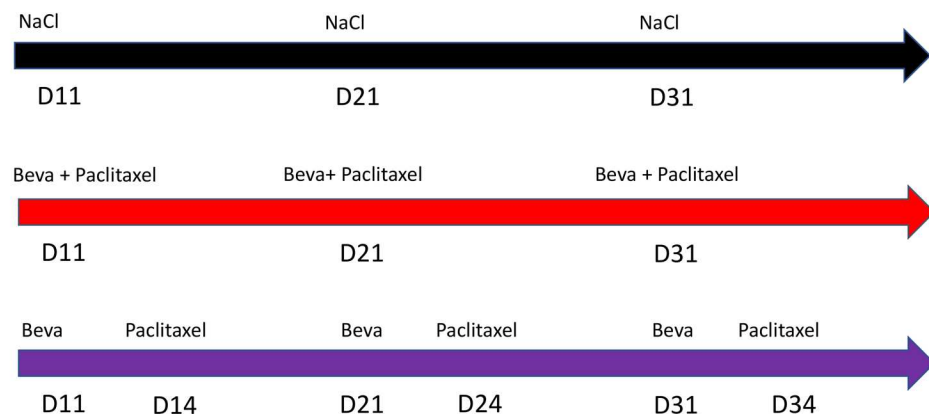 NaCl NaCl NaCl
D11 D21 D31
Beva + Paclitaxel Beva+ Paclitaxel Beva + Paclitaxel
D11 D21 D31
Beva Paclitaxel Beva Paclitaxel Beva Paclitaxel
D11 D14 D21 D24 D31 D34